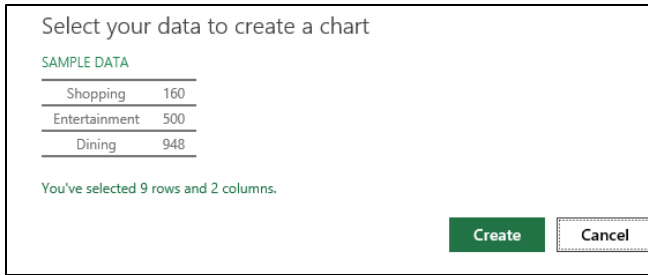 Select your data to create a chart
SAMPLE DATA
Shopping 160
Entertainment 500
Dining 948
You've selected 9 rows and 2 columns.
Create Cancel